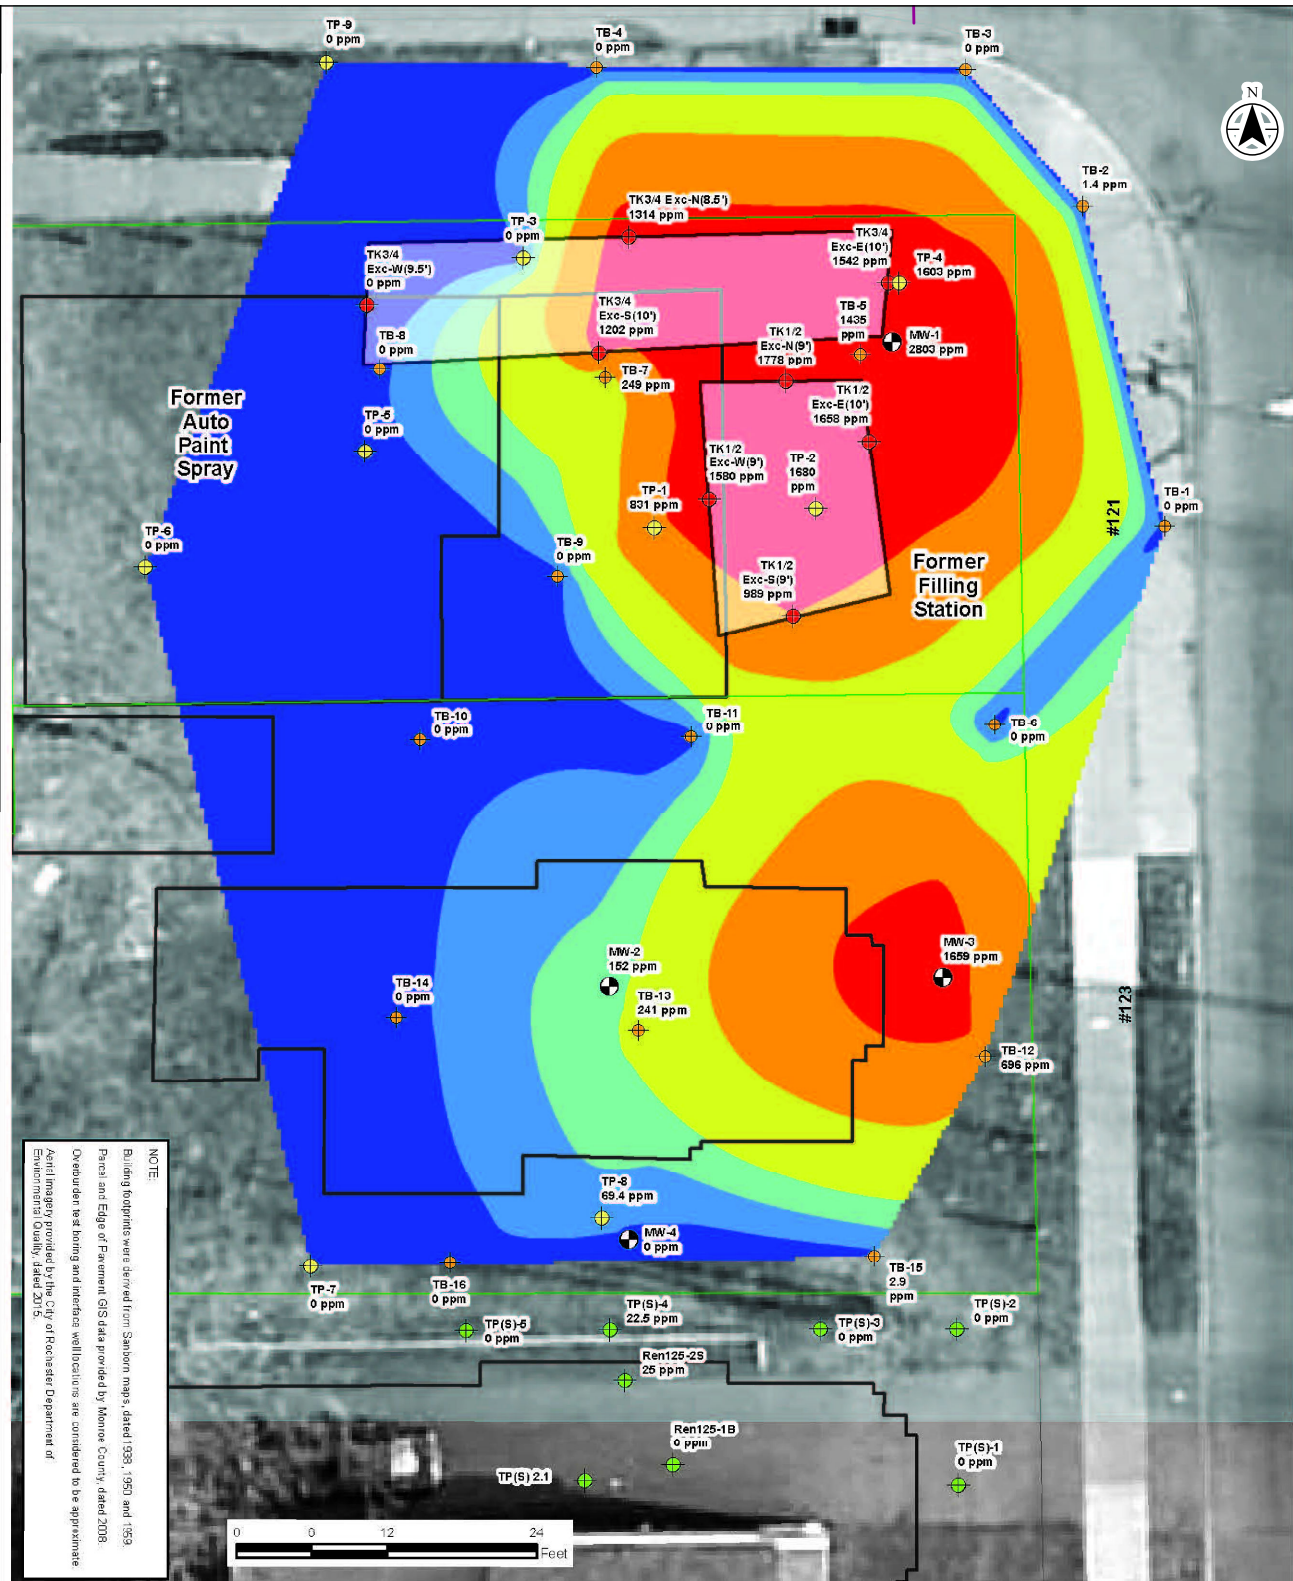 TP-9
0 ppm
TB-4
0 ppm
TB-3
0 ppm
N
TB-2
1.4 ppm
TK3/4 Exc-N(8.5')
1314 ppm
TP-3
0 ppm
TK3/4
Exc-E(10')
1542 ppm
TK3/4
Exc-W(9.5')
0 ppm
TP-4
1603 ppm
TK3/4
Exc-S(10')
1202 ppm
TB-5
1435
ppm
TK1/2
Exc-N(9')
1778 ppm
MW-1
2803 ppm
TB-8
0 ppm
TB-7
249 ppm
Former
Auto
Paint
Spray
TK1/2
Exc-E(10')
1658 ppm
TP-5
0 ppm
TK1/2
Exc-W(9')
1580 ppm
TP-2
1680
ppm
TP-1
831 ppm
TB-1
0 ppm
#121
TP-6
0 ppm
TB-9
0 ppm
TK1/2
Exc-S(9')
989 ppm
Former
Filling
Station
TB-10
0 ppm
TB-11
0 ppm
TB-6
0 ppm
MW-2
152 ppm
MW-3
1659 ppm
TB-14
0 ppm
TB-13
241 ppm
#123
TB-12
696 ppm
TP-8
69.4 ppm
MW-4
0 ppm
TP-7
0 ppm
TB-16
0 ppm
TB-15
2.9
ppm
TP(S)-5
0 ppm
TP(S)-4
22.5 ppm
TP(S)-3
0 ppm
TP(S)-2
0 ppm
Ren125-2S
25 ppm
Ren125-1B
0 ppm
TP(S) 2.1
TP(S)-1
0 ppm
NOTE:
Building footprints were derived from Sanborn maps, dated 1938, 1950 and 1959.
Parcel and Edge of Pavement GIS data provided by Monroe County, dated 2008.
Overburden test boring and interface well locations are considered to be approximate.
Aerial imagery provided by the City of Rochester Department of
Environmental Quality, dated 2015.
0 6 12 24
Feet